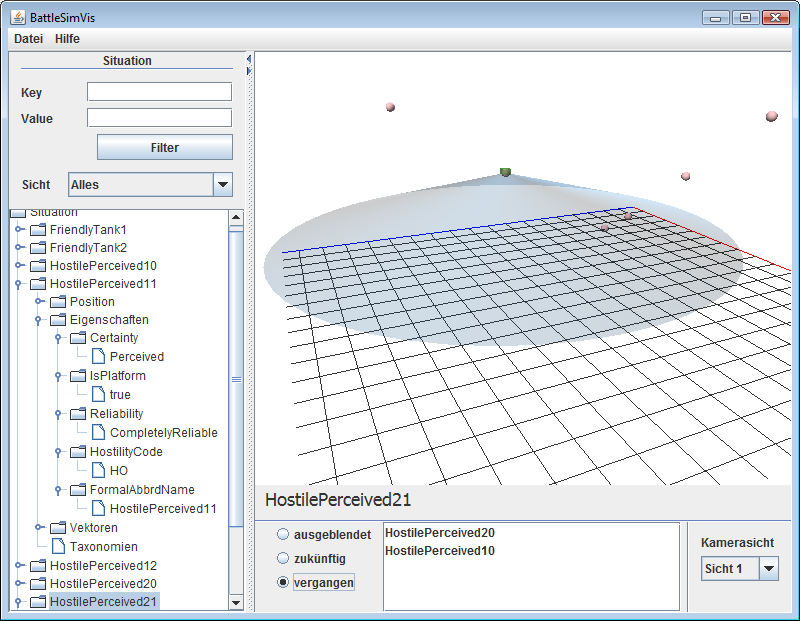 BattleSimVis
Datei Hilfe
Situation
Key
Value
Filter
Sicht Alles
Situation
FriendlyTank1
FriendlyTank2
HostilePerceived10
HostilePerceived11
Position
Eigenschaften
Certainty
Perceived
IsPlatform
true
Reliability
CompletelyReliable
HostilityCode
HO
FormalAbbrdName
HostilePerceived11
Vektoren
Taxonomien
HostilePerceived12
HostilePerceived20
HostilePerceived21
HostilePerceived21
ausgeblendet
zukünftig
vergangen
HostilePerceived20
HostilePerceived10
Kamerasicht
Sicht 1